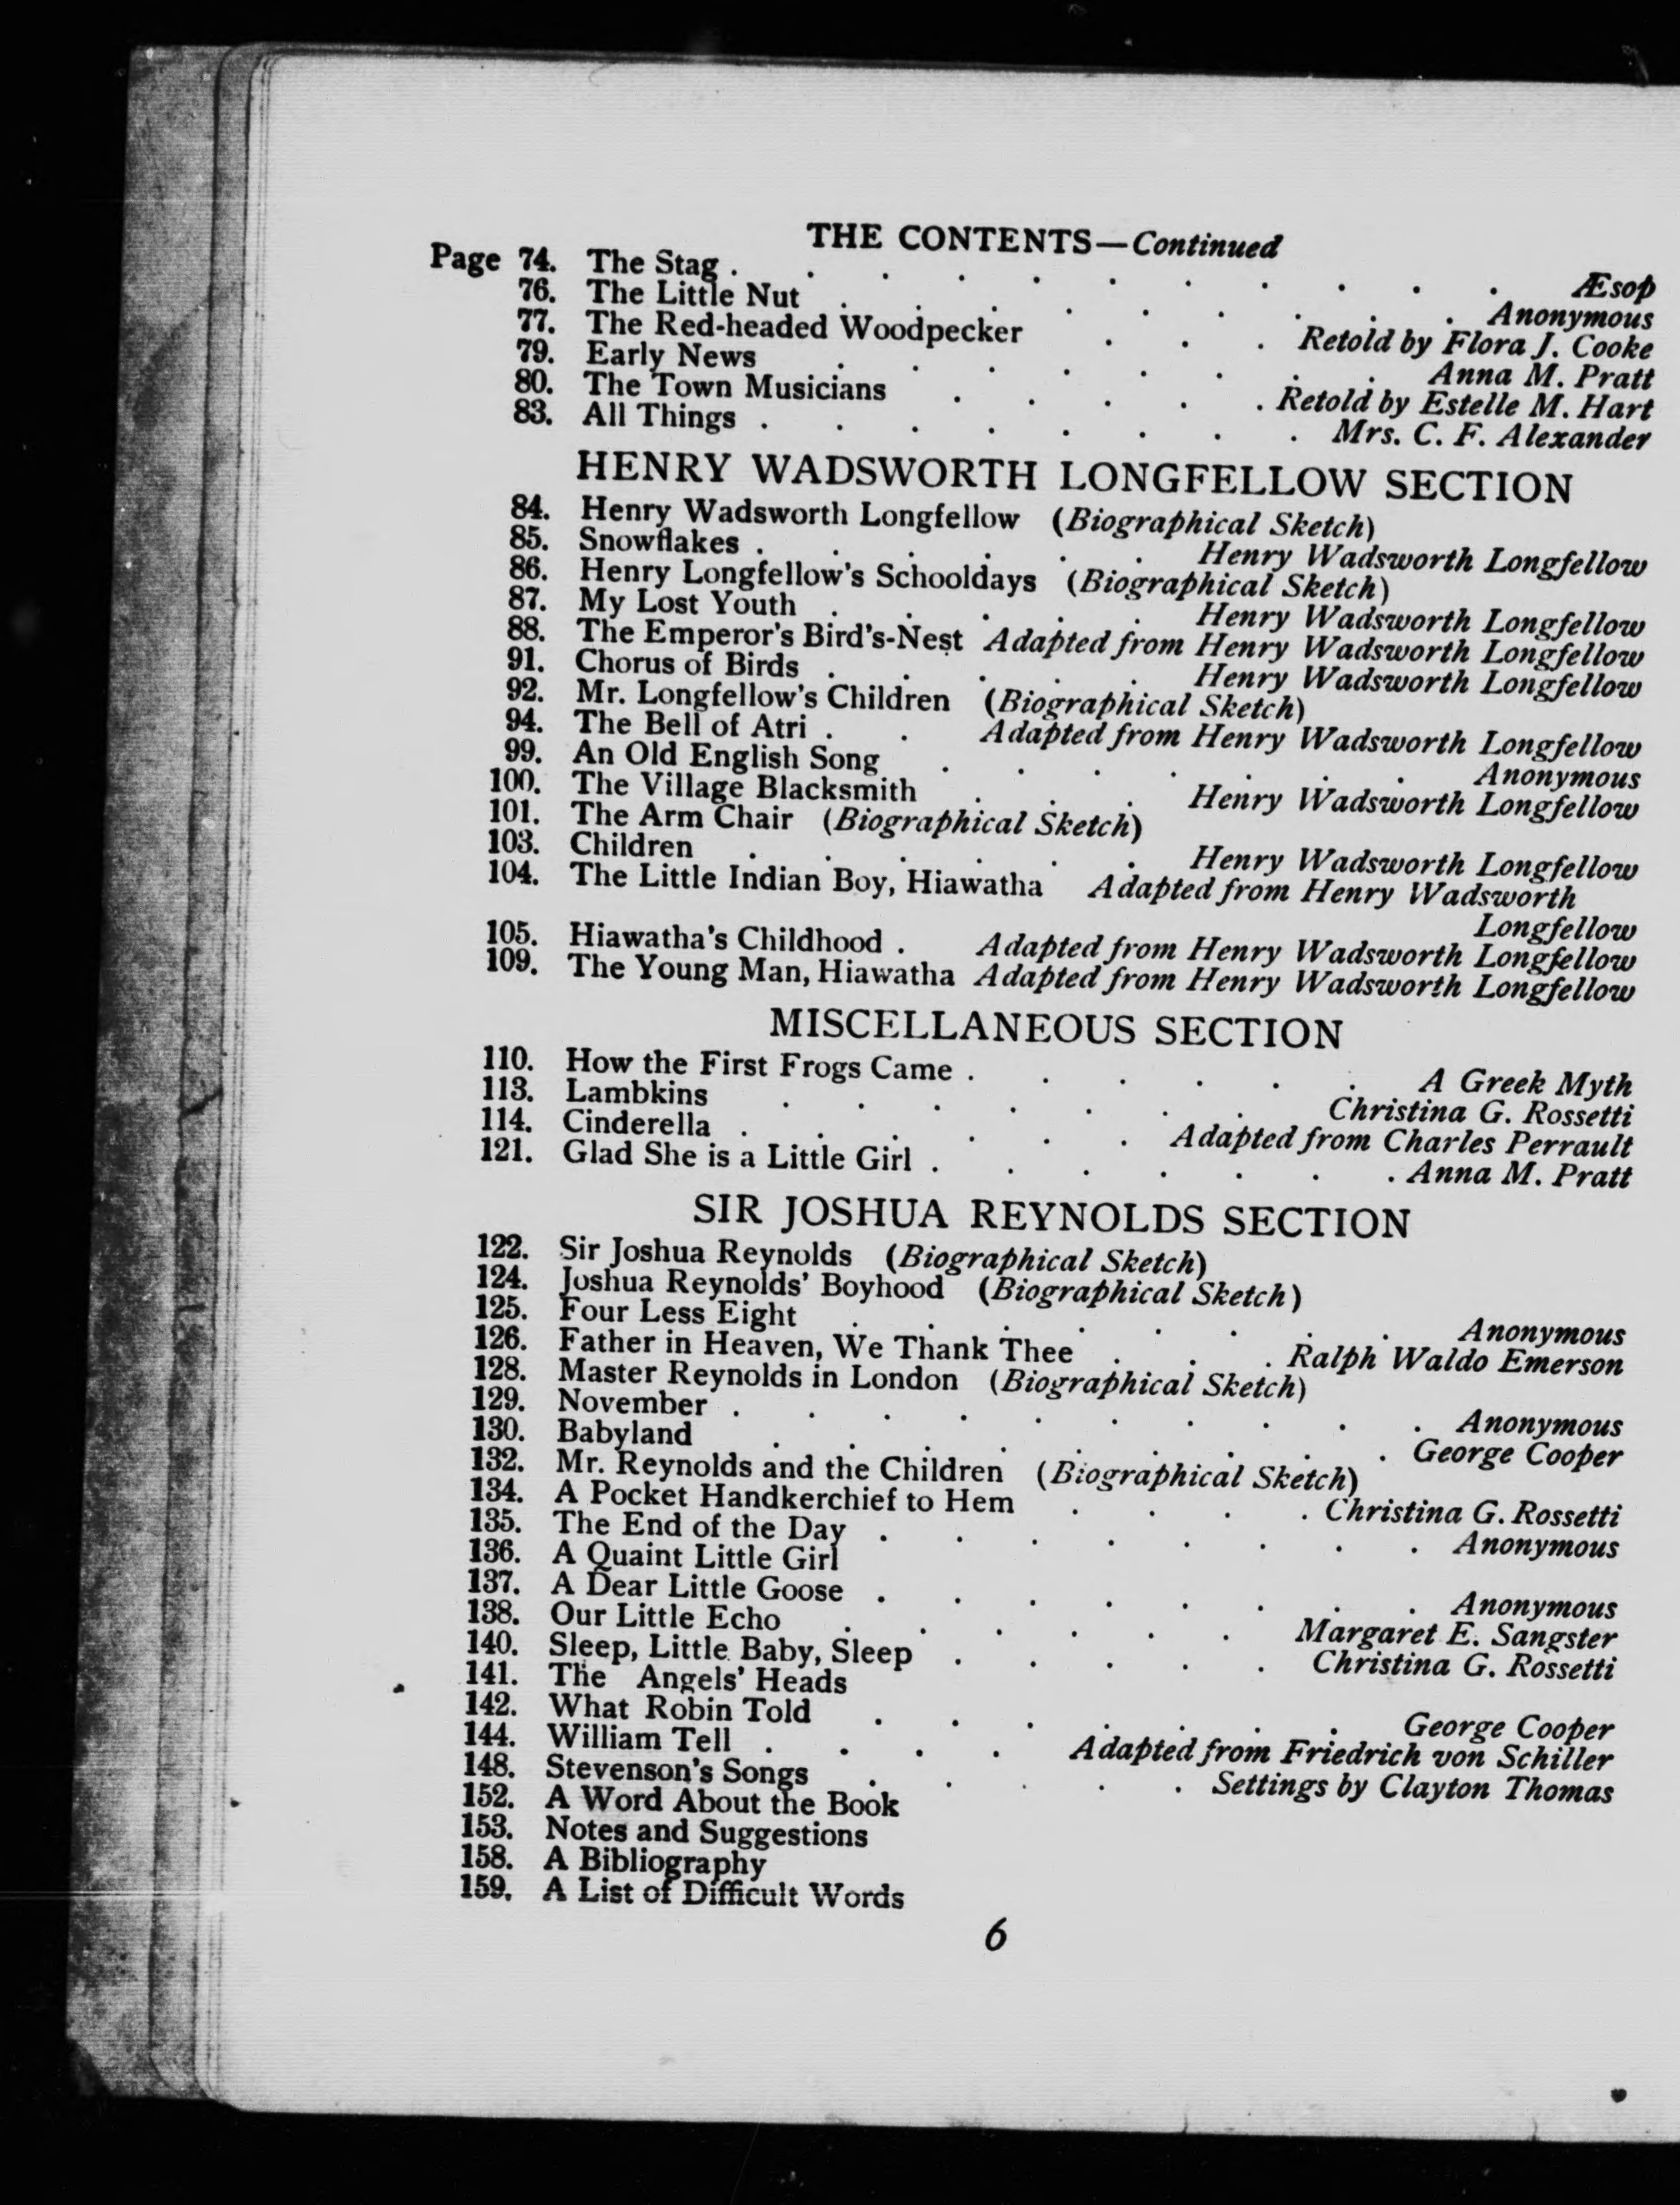 THE CONTENTS—Continued
Page 74. The Stag . . . . . . . . . . . Æsop
76. The Little Nut . . . . . . . . . Anonymous
77. The Red-headed Woodpecker . . . Retold by Flora J. Cooke
79. Early News . . . . . . . . Anna M. Pratt
80. The Town Musicians . . . . . Retold by Estelle M. Hart
83. All Things . . . . . . . . Mrs. C. F. Alexander
HENRY WADSWORTH LONGFELLOW SECTION
84. Henry Wadsworth Longfellow (Biographical Sketch)
85. Snowflakes . . . . . . Henry Wadsworth Longfellow
86. Henry Longfellow's Schooldays (Biographical Sketch)
87. My Lost Youth . . . . . Henry Wadsworth Longfellow
88. The Emperor's Bird's-Nest Adapted from Henry Wadsworth Longfellow
91. Chorus of Birds . . . . . Henry Wadsworth Longfellow
92. Mr. Longfellow's Children (Biographical Sketch)
94. The Bell of Atri . . Adapted from Henry Wadsworth Longfellow
99. An Old English Song . . . . . . . Anonymous
100. The Village Blacksmith . . . Henry Wadsworth Longfellow
101. The Arm Chair (Biographical Sketch)
103. Children . . . . . . Henry Wadsworth Longfellow
104. The Little Indian Boy, Hiawatha Adapted from Henry Wadsworth
Longfellow
105. Hiawatha's Childhood . Adapted from Henry Wadsworth Longfellow
109. The Young Man, Hiawatha Adapted from Henry Wadsworth Longfellow
MISCELLANEOUS SECTION
110. How the First Frogs Came . . . . . . A Greek Myth
113. Lambkins . . . . . . . Christina G. Rossetti
114. Cinderella . . . . . . Adapted from Charles Perrault
121. Glad She is a Little Girl . . . . . . . Anna M. Pratt
SIR JOSHUA REYNOLDS SECTION
122. Sir Joshua Reynolds (Biographical Sketch)
124. Joshua Reynolds' Boyhood (Biographical Sketch)
125. Four Less Eight . . . . . . . . Anonymous
126. Father in Heaven, We Thank Thee . . . Ralph Waldo Emerson
128. Master Reynolds in London (Biographical Sketch)
129. November . . . . . . . . . . Anonymous
130. Babyland . . . . . . . . . George Cooper
132. Mr. Reynolds and the Children (Biographical Sketch)
134. A Pocket Handkerchief to Hem . . . . Christina G. Rossetti
135. The End of the Day . . . . . . . . Anonymous
136. A Quaint Little Girl
137. A Dear Little Goose . . . . . . . . Anonymous
138. Our Little Echo . . . . . . Margaret E. Sangster
140. Sleep, Little Baby, Sleep . . . . . Christina G. Rossetti
141. The Angels' Heads
142. What Robin Told . . . . . . . George Cooper
144. William Tell . . . . Adapted from Friedrich von Schiller
148. Stevenson's Songs . . . . . Settings by Clayton Thomas
152. A Word About the Book
153. Notes and Suggestions
158. A Bibliography
159. A List of Difficult Words
6